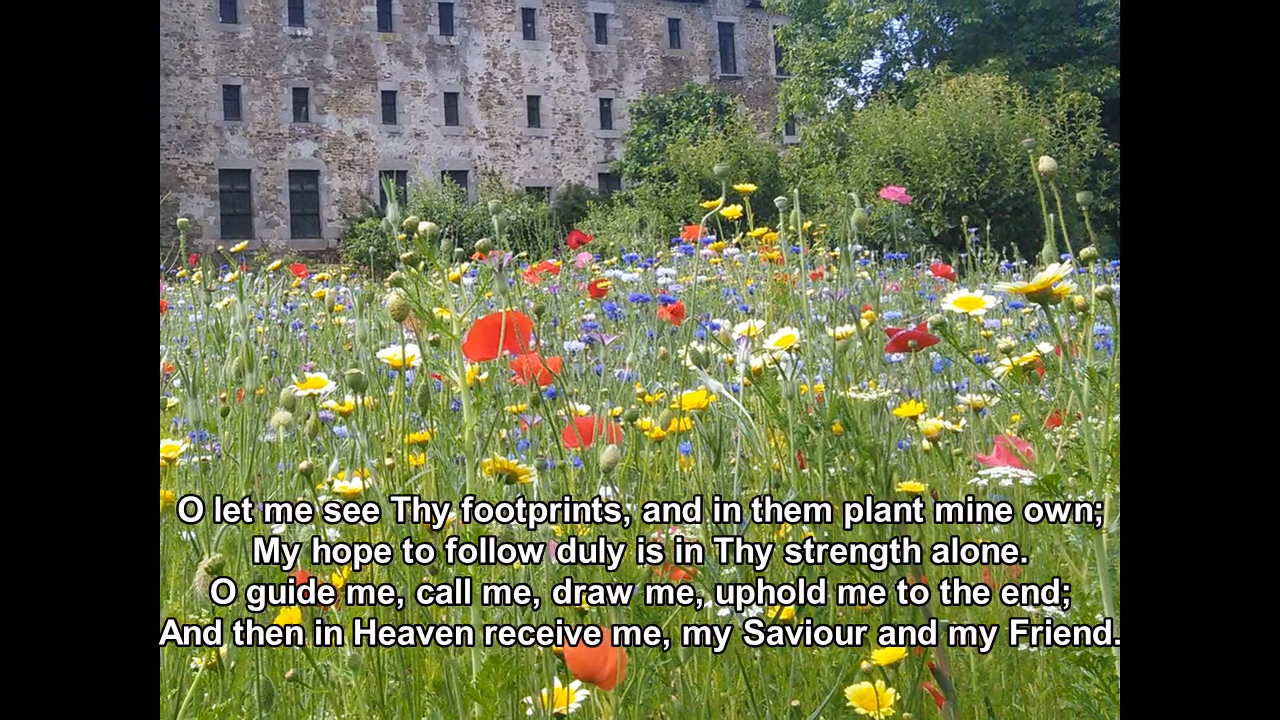 O let me see Thy footprints, and in them plant mine own;
My hope to follow duly is in Thy strength alone.
O guide me, call me, draw me, uphold me to the end;
And then in Heaven receive me, my Saviour and my Friend.